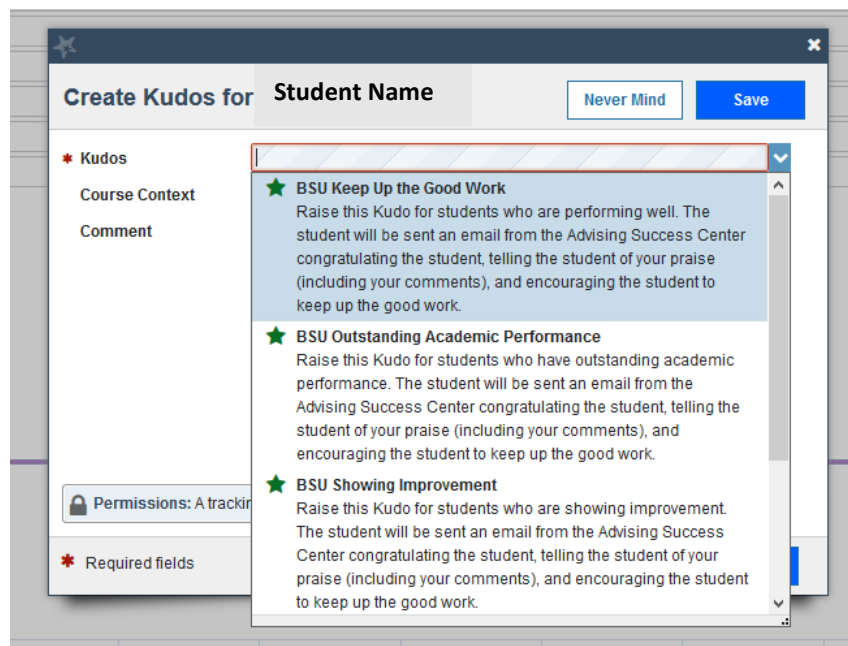 Create Kudos for Student Name
Never Mind
Save
* Kudos
Course Context
Comment
BSU Keep Up the Good Work
Raise this Kudo for students who are performing well. The
student will be sent an email from the Advising Success Center
congratulating the student, telling the student of your praise
(including your comments), and encouraging the student to
keep up the good work.
BSU Outstanding Academic Performance
Raise this Kudo for students who have outstanding academic
performance. The student will be sent an email from the
Advising Success Center congratulating the student, telling the
student of your praise (including your comments), and
encouraging the student to keep up the good work.
BSU Showing Improvement
Raise this Kudo for students who are showing improvement.
The student will be sent an email from the Advising Success
Center congratulating the student, telling the student of your
praise (including your comments), and encouraging the student
to keep up the good work.
Permissions: A trackin
* Required fields